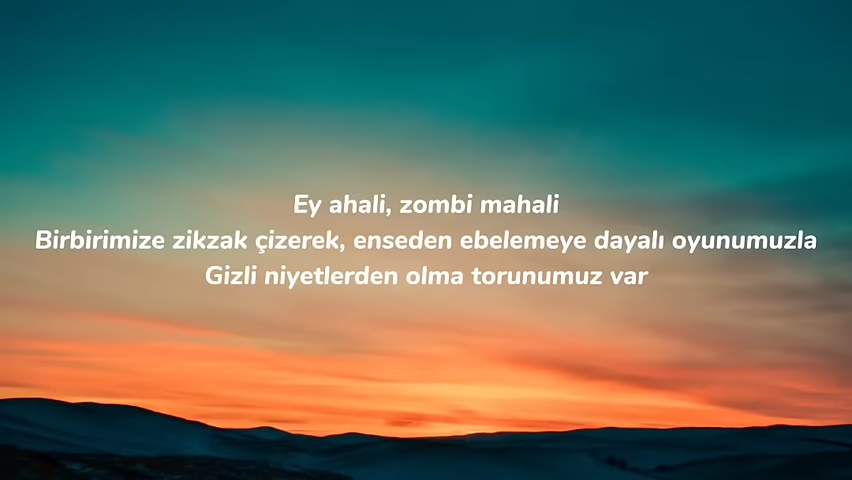 Ey ahali, zombi mahali
Birbirimize zikzak çizerek, enseden ebelemeye dayalı oyunumuzla
Gizli niyetlerden olma torunumuz var